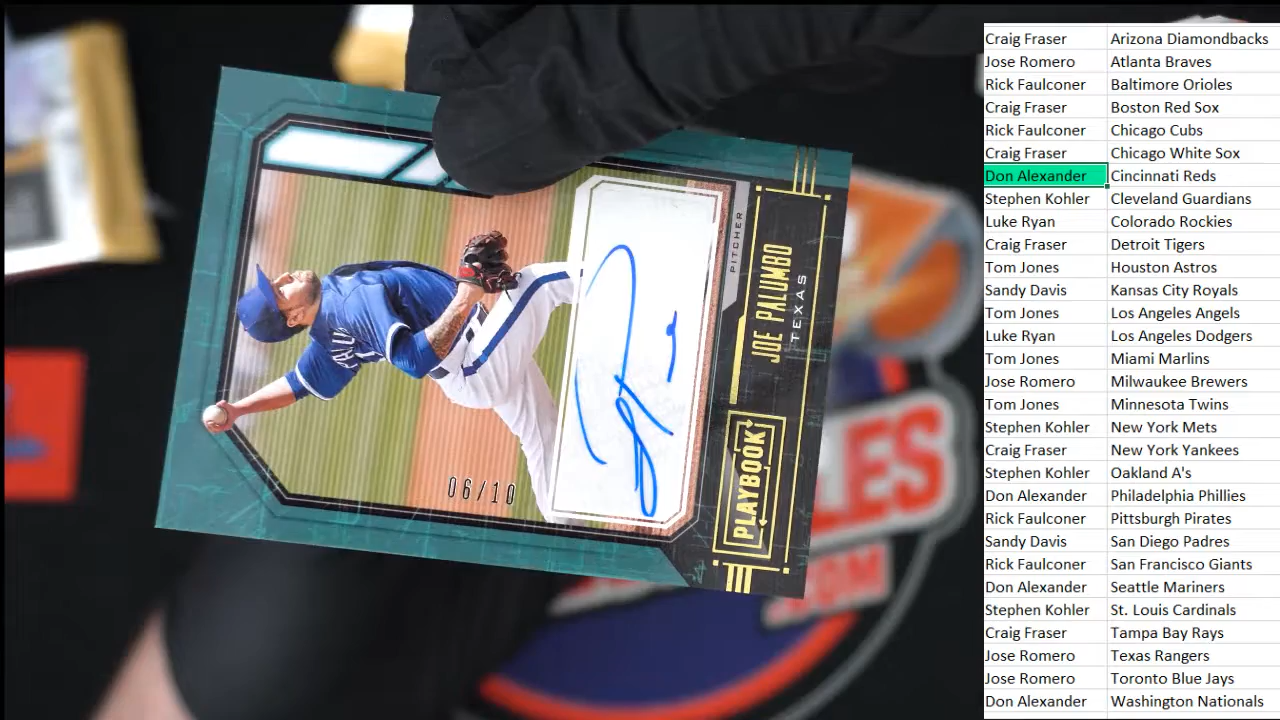 PITCHER
JOE PALUMBO
TEXAS
PLAYBOOK
06/10
LES
.COM
Craig Fraser Arizona Diamondbacks
Jose Romero Atlanta Braves
Rick Faulconer Baltimore Orioles
Craig Fraser Boston Red Sox
Rick Faulconer Chicago Cubs
Craig Fraser Chicago White Sox
Don Alexander Cincinnati Reds
Stephen Kohler Cleveland Guardians
Luke Ryan Colorado Rockies
Craig Fraser Detroit Tigers
Tom Jones Houston Astros
Sandy Davis Kansas City Royals
Tom Jones Los Angeles Angels
Luke Ryan Los Angeles Dodgers
Tom Jones Miami Marlins
Jose Romero Milwaukee Brewers
Tom Jones Minnesota Twins
Stephen Kohler New York Mets
Craig Fraser New York Yankees
Stephen Kohler Oakland A's
Don Alexander Philadelphia Phillies
Rick Faulconer Pittsburgh Pirates
Sandy Davis San Diego Padres
Rick Faulconer San Francisco Giants
Don Alexander Seattle Mariners
Stephen Kohler St. Louis Cardinals
Craig Fraser Tampa Bay Rays
Jose Romero Texas Rangers
Jose Romero Toronto Blue Jays
Don Alexander Washington Nationals